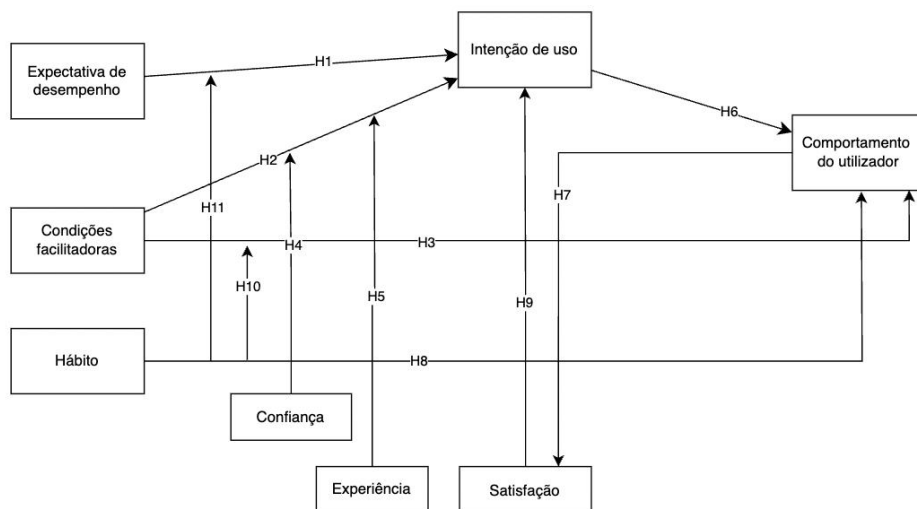 Expectativa de
desempenho
H1
Intenção de uso
H6
Comportamento
do utilizador
H2
H11
H7
Condições
facilitadoras
H4
H3
H10
H5
H9
Hábito
H8
Confiança
Experiência
Satisfação